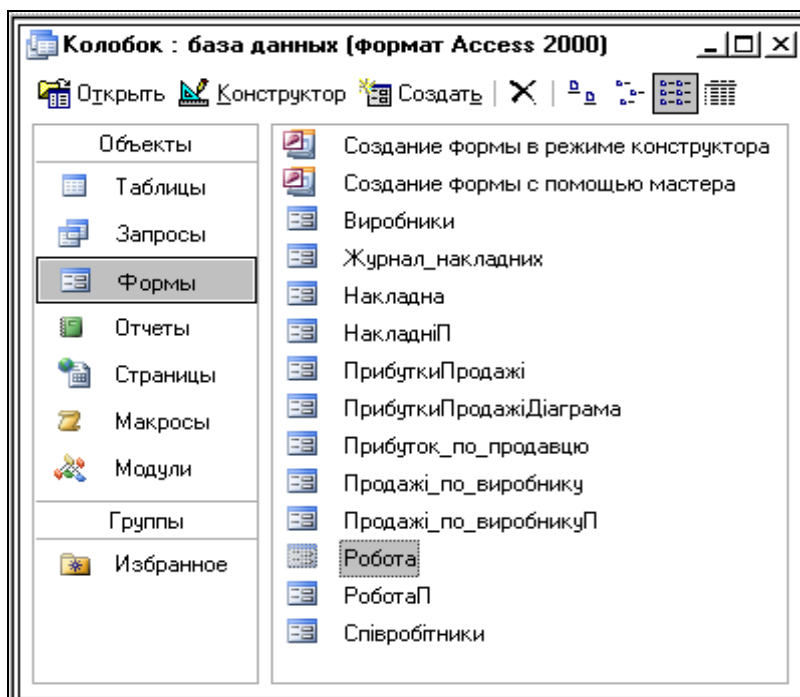 Колобок : база данных (формат Access 2000)
Открыть Конструктор Создать
Объекты
Таблицы
Запросы
Формы
Отчеты
Страницы
Макросы
Модули
Группы
Избранное
Создание формы в режиме конструктора
Создание формы с помощью мастера
Виробники
Журнал_накладних
Накладна
НакладніП
ПрибуткиПродажі
ПрибуткиПродажіДіаграма
Прибуток_по_продавцю
Продажі_по_виробнику
Продажі_по_виробникуП
Робота
РоботаП
Співробітники